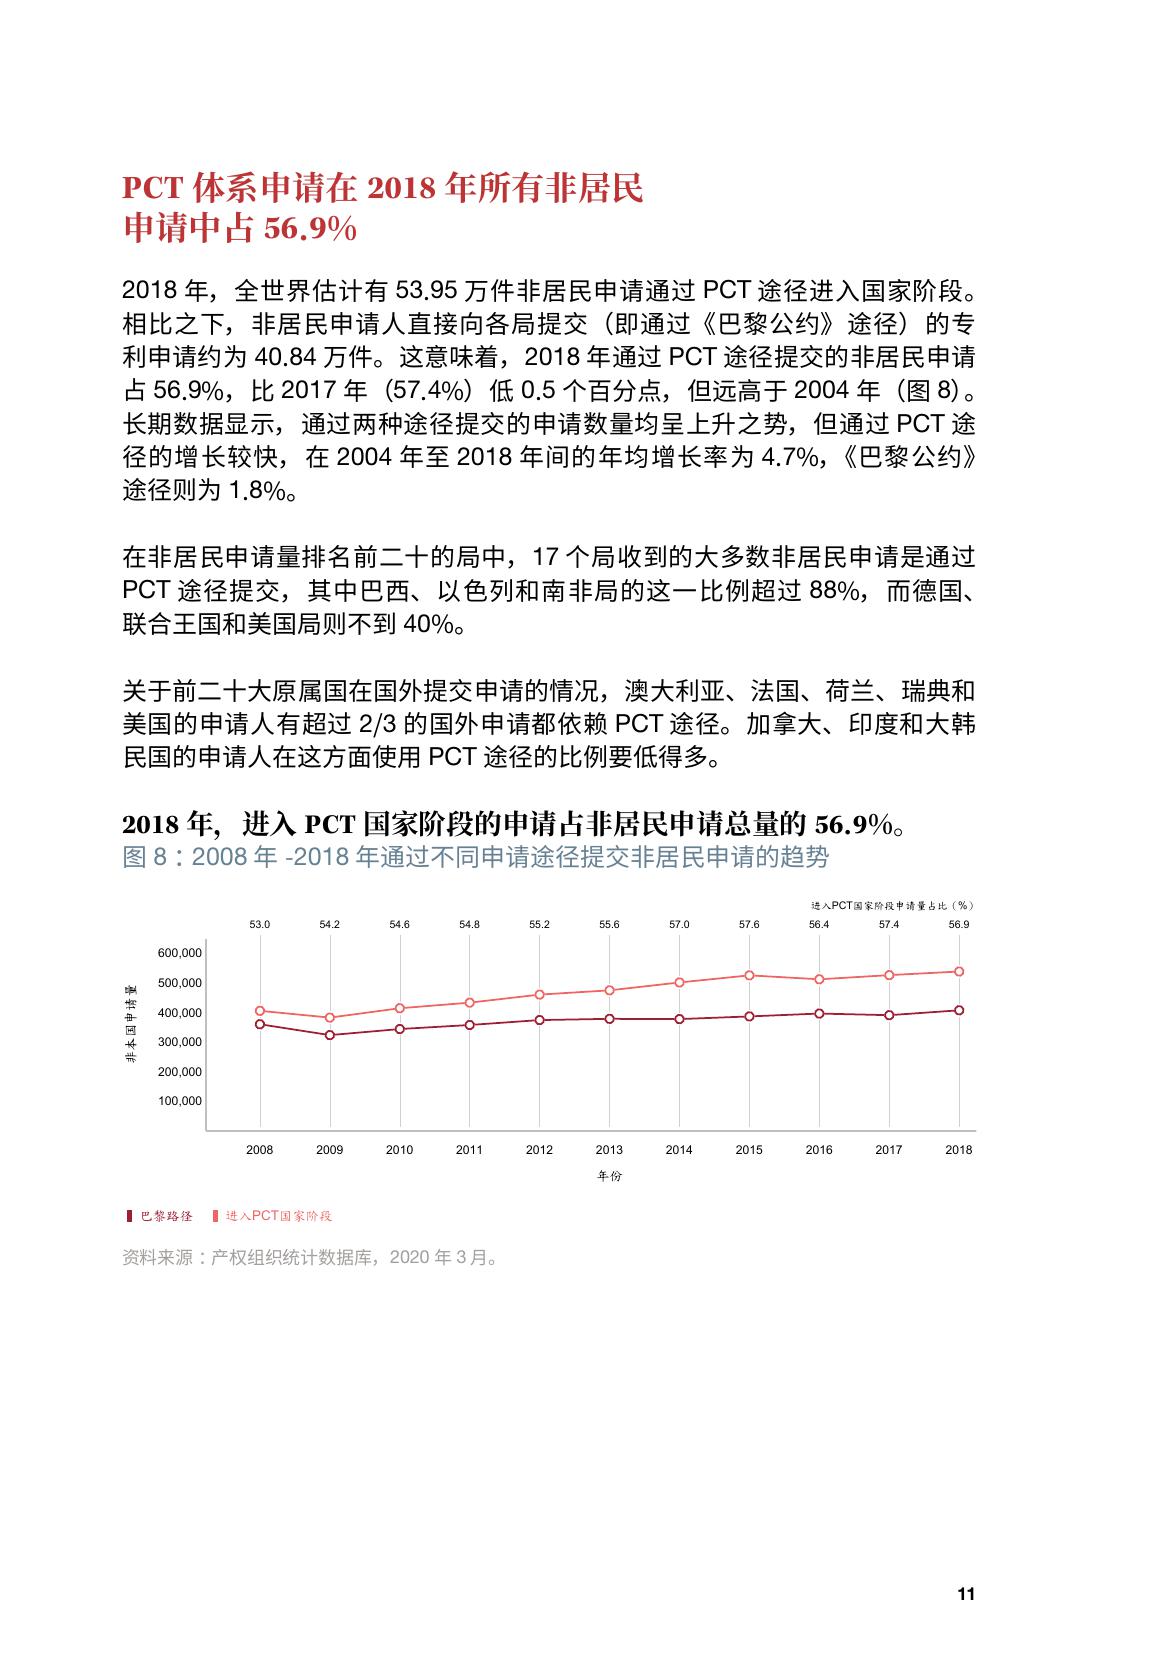 PCT 体系申请在 2018 年所有非居民
申请中占 56.9%
2018 年，全世界估计有 53.95 万件非居民申请通过 PCT 途径进入国家阶段。
相比之下，非居民申请人直接向各局提交（即通过《巴黎公约》途径）的专
利申请约为 40.84 万件。这意味着，2018 年通过 PCT 途径提交的非居民申请
占 56.9%，比 2017 年（57.4%）低 0.5 个百分点，但远高于 2004 年（图 8）。
长期数据显示，通过两种途径提交的申请数量均呈上升之势，但通过 PCT 途
径的增长较快，在 2004 年至 2018 年间的年均增长率为 4.7%，《巴黎公约》
途径则为 1.8%。
在非居民申请量排名前二十的局中，17 个局收到的大多数非居民申请是通过
PCT 途径提交，其中巴西、以色列和南非局的这一比例超过 88%，而德国、
联合王国和美国局则不到 40%。
关于前二十大原属国在国外提交申请的情况，澳大利亚、法国、荷兰、瑞典和
美国的申请人有超过 2/3 的国外申请都依赖 PCT 途径。加拿大、印度和大韩
民国的申请人在这方面使用 PCT 途径的比例要低得多。
2018 年，进入 PCT 国家阶段的申请占非居民申请总量的 56.9%。
图 8：2008 年 -2018 年通过不同申请途径提交非居民申请的趋势
进入PCT国家阶段申请量占比（%）
53.0 54.2 54.6 54.8 55.2 55.6 57.0 57.6 56.4 57.4 56.9
600,000
500,000
400,000
300,000
200,000
100,000
非本国申请量
2008 2009 2010 2011 2012 2013 2014 2015 2016 2017 2018
年份
巴黎路径 进入PCT国家阶段
资料来源：产权组织统计数据库，2020 年 3 月。
11